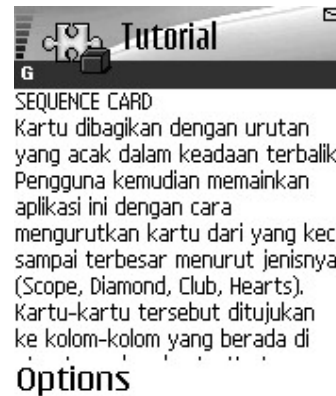 Tutorial
G
SEQUENCE CARD
Kartu dibagikan dengan urutan
yang acak dalam keadaan terbalik
Pengguna kemudian memainkan
aplikasi ini dengan cara
mengurutkan kartu dari yang kec
sampai terbesar menurut jenisnya
(Scope, Diamond, Club, Hearts).
Kartu-kartu tersebut ditujukan
ke kolom-kolom yang berada di
Options